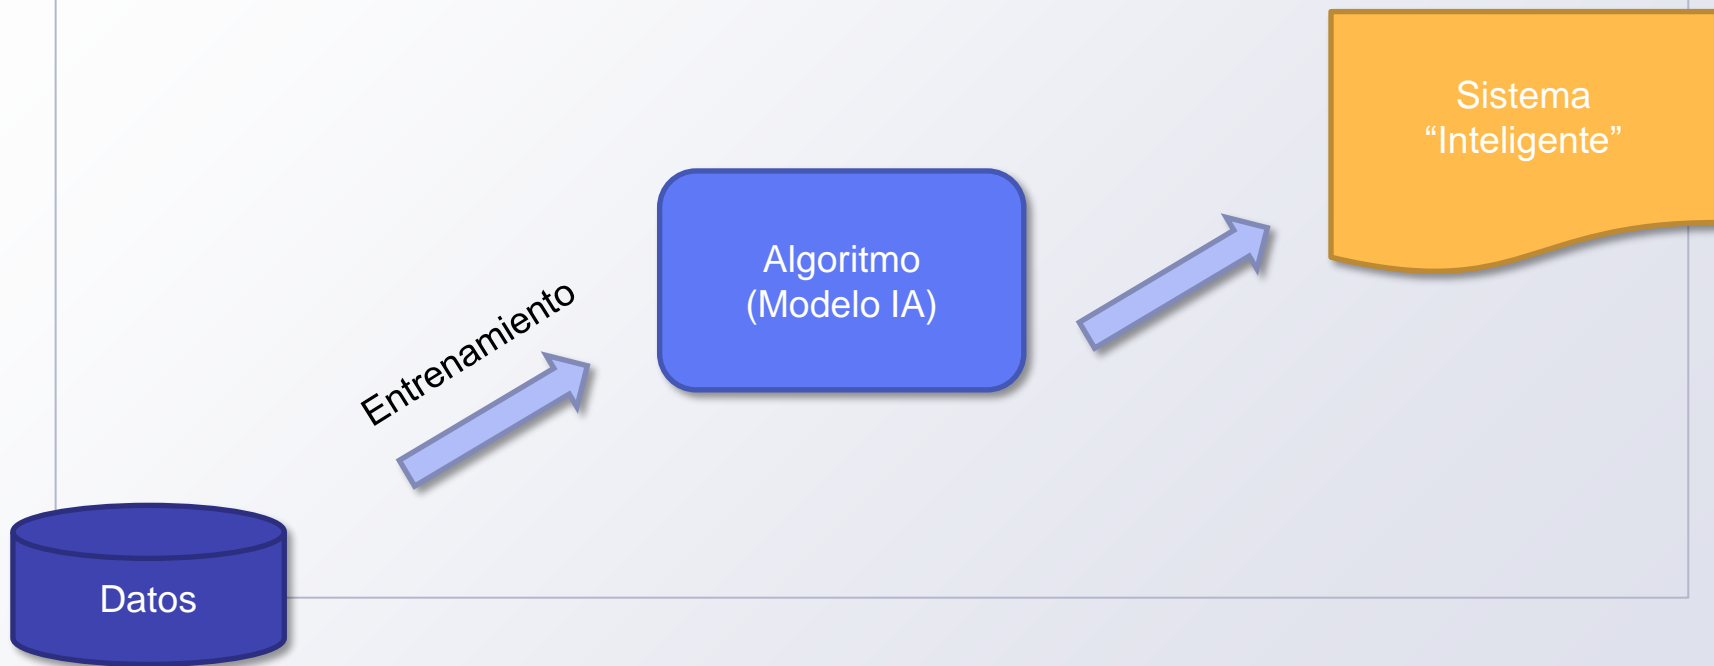 Sistema
“Inteligente”
Algoritmo
(Modelo IA)
Entrenamiento
Datos